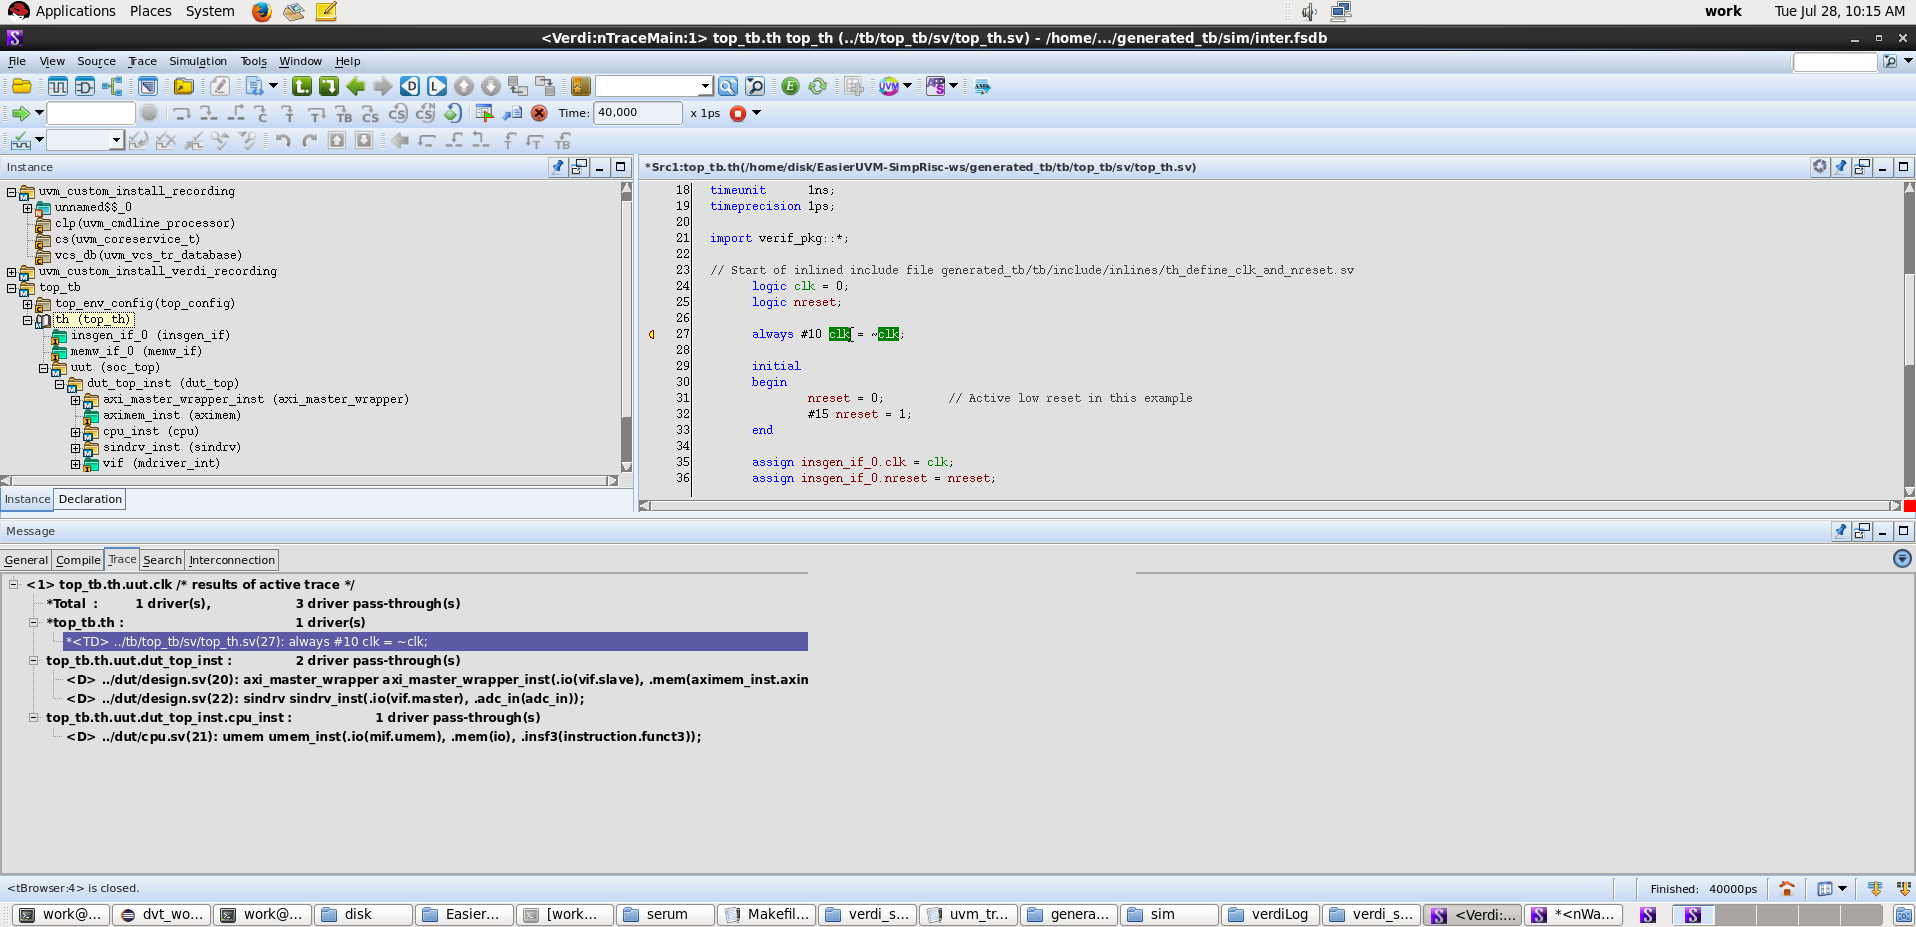 Applications Places System work Tue Jul 28, 10:15 AM
<Verdi:nTraceMain:1> top_tb.th top_th (../tb/top_tb/sv/top_th.sv) - /home/.../generated_tb/sim/inter.fsdb
File View Source Trace Simulation Tools Window Help
Time: 40,000 x 1ps
Instance
uvm_custom_install_recording
unnamed$$_0
clp(uvm_cmdline_processor)
cs(uvm_coreservice_t)
vcs_db(uvm_vcs_tr_database)
uvm_custom_install_verdi_recording
top_tb
top_env_config(top_config)
th (top_th)
insgen_if_0 (insgen_if)
memw_if_0 (memw_if)
uut (soc_top)
dut_top_inst (dut_top)
axi_master_wrapper_inst (axi_master_wrapper)
aximem_inst (aximem)
cpu_inst (cpu)
sindrv_inst (sindrv)
vif (mdriver_int)
Instance Declaration
*Src1:top_tb.th(/home/disk/EasierUVM-SimpRisc-ws/generated_tb/tb/top_tb/sv/top_th.sv)
18 timeunit 1ns;
19 timeprecision 1ps;
20
21 import verif_pkg::*;
22
23 // Start of inlined include file generated_tb/tb/include/inlines/th_define_clk_and_nreset.sv
24 logic clk = 0;
25 logic nreset;
26
27 always #10 clk = ~clk;
28
29 initial
30 begin
31 nreset = 0; // Active low reset in this example
32 #15 nreset = 1;
33 end
34
35 assign insgen_if_0.clk = clk;
36 assign insgen_if_0.nreset = nreset;
Message
General Compile Trace Search Interconnection
<1> top_tb.th.uut.clk /* results of active trace */
*Total : 1 driver(s), 3 driver pass-through(s)
*top_tb.th : 1 driver(s)
*<TD> ../tb/top_tb/sv/top_th.sv(27): always #10 clk = ~clk;
top_tb.th.uut.dut_top_inst : 2 driver pass-through(s)
<D> ../dut/design.sv(20): axi_master_wrapper axi_master_wrapper_inst(.io(vif.slave), .mem(aximem_inst.axin
<D> ../dut/design.sv(22): sindrv sindrv_inst(.io(vif.master), .adc_in(adc_in));
top_tb.th.uut.dut_top_inst.cpu_inst : 1 driver pass-through(s)
<D> ../dut/cpu.sv(21): umem umem_inst(.io(mif.umem), .mem(io), .insf3(instruction.funct3));
<tBrowser:4> is closed. Finished: 40000ps
work@... dvt_wo... work@... disk Easier... [work... serum Makefil... verdi_s... uvm_tr... genera... sim verdiLog verdi_s... <Verdi:... *<nWa...